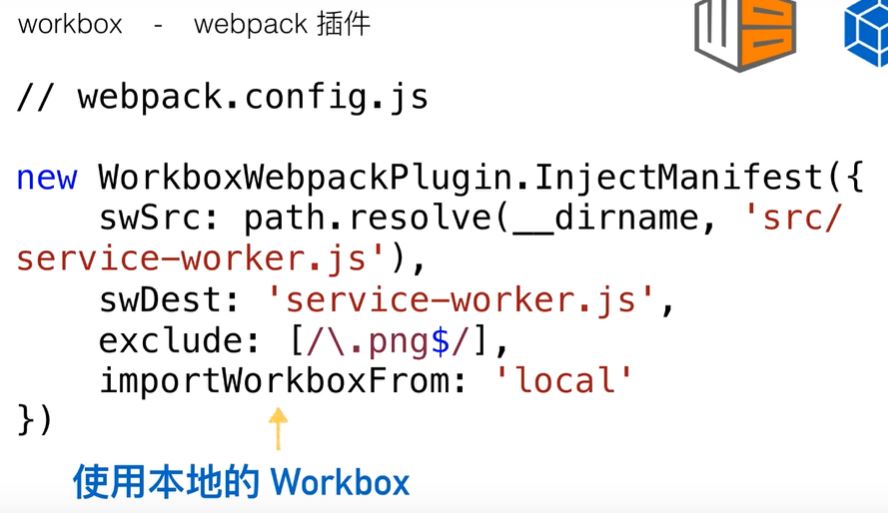 workbox - webpack 插件
// webpack.config.js
new WorkboxWebpackPlugin.InjectManifest({
    swSrc: path.resolve(__dirname, 'src/
service-worker.js'),
    swDest: 'service-worker.js',
    exclude: [/\.png$/],
    importWorkboxFrom: 'local'
})
使用本地的 Workbox